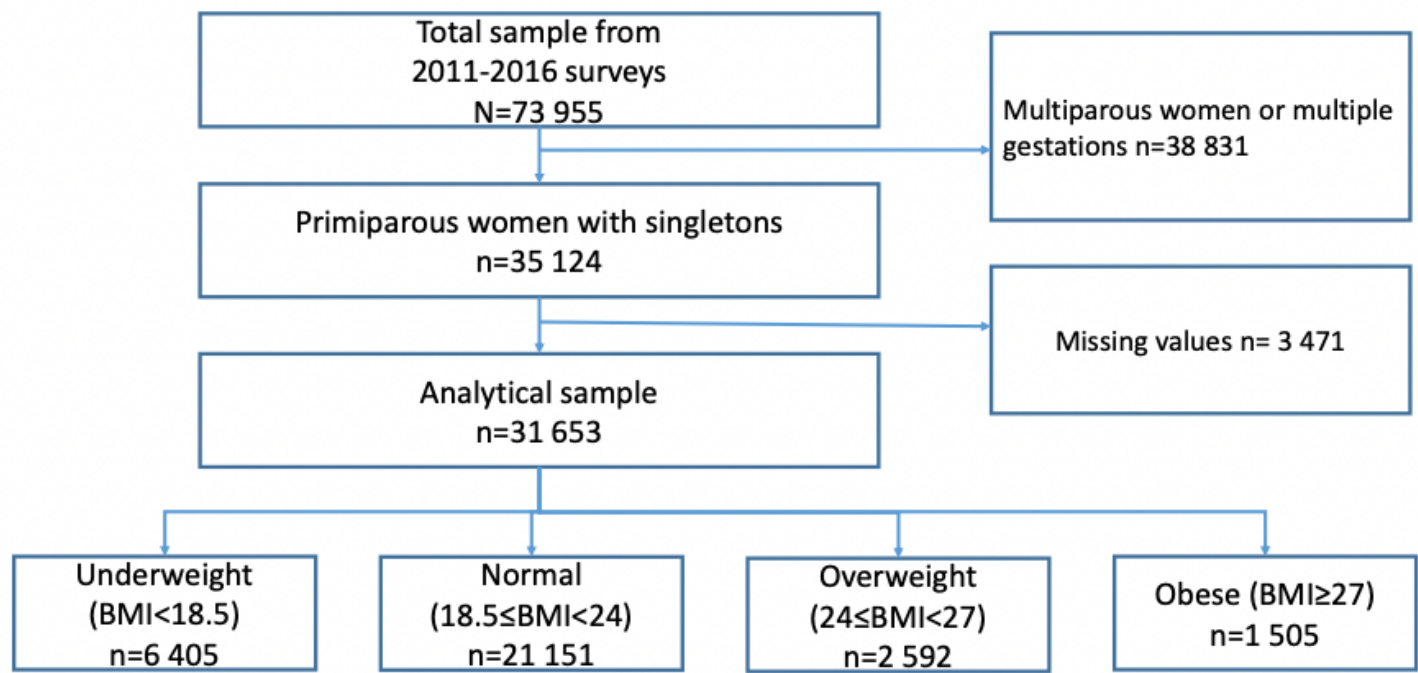 Total sample from
2011-2016 surveys
N=73 955
Multiparous women or multiple
gestations n=38 831
Primiparous women with singletons
n=35 124
Missing values n= 3 471
Analytical sample
n=31 653
Underweight
(BMI<18.5)
n=6 405
Normal
(18.5≤BMI<24)
n=21 151
Overweight
(24≤BMI<27)
n=2 592
Obese (BMI≥27)
n=1 505